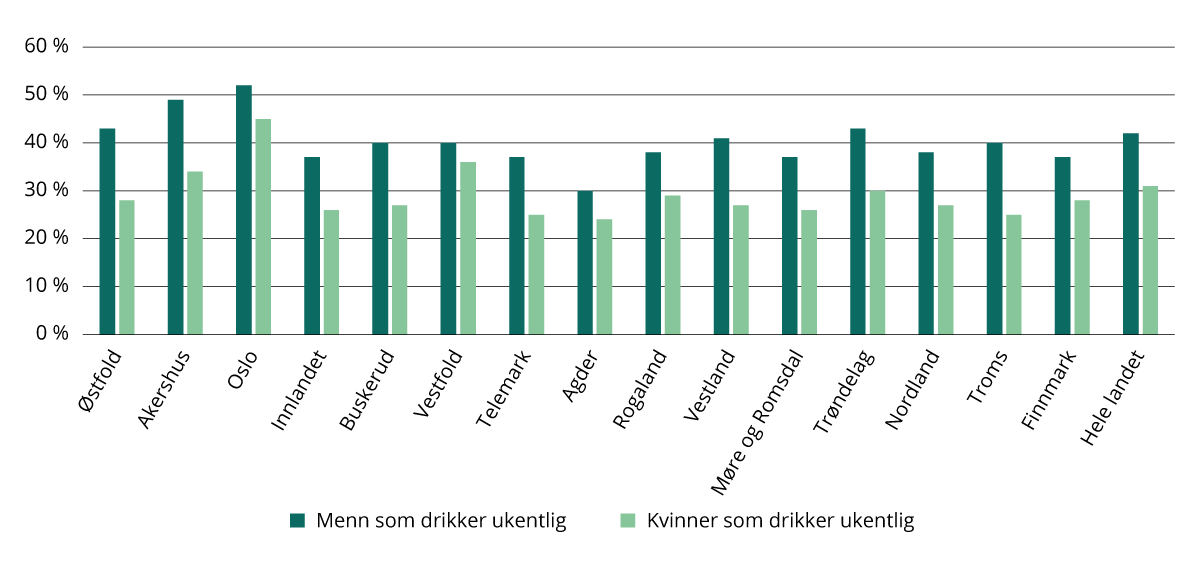 60 %
50 %
40 %
30 %
20 %
10 %
0 %
Østfold
Akershus
Oslo
Innlandet
Buskerud
Vestfold
Telemark
Agder
Rogaland
Vestland
Møre og Romsdal
Trøndelag
Nordland
Troms
Finnmark
Hele landet
Menn som drikker ukentlig
Kvinner som drikker ukentlig